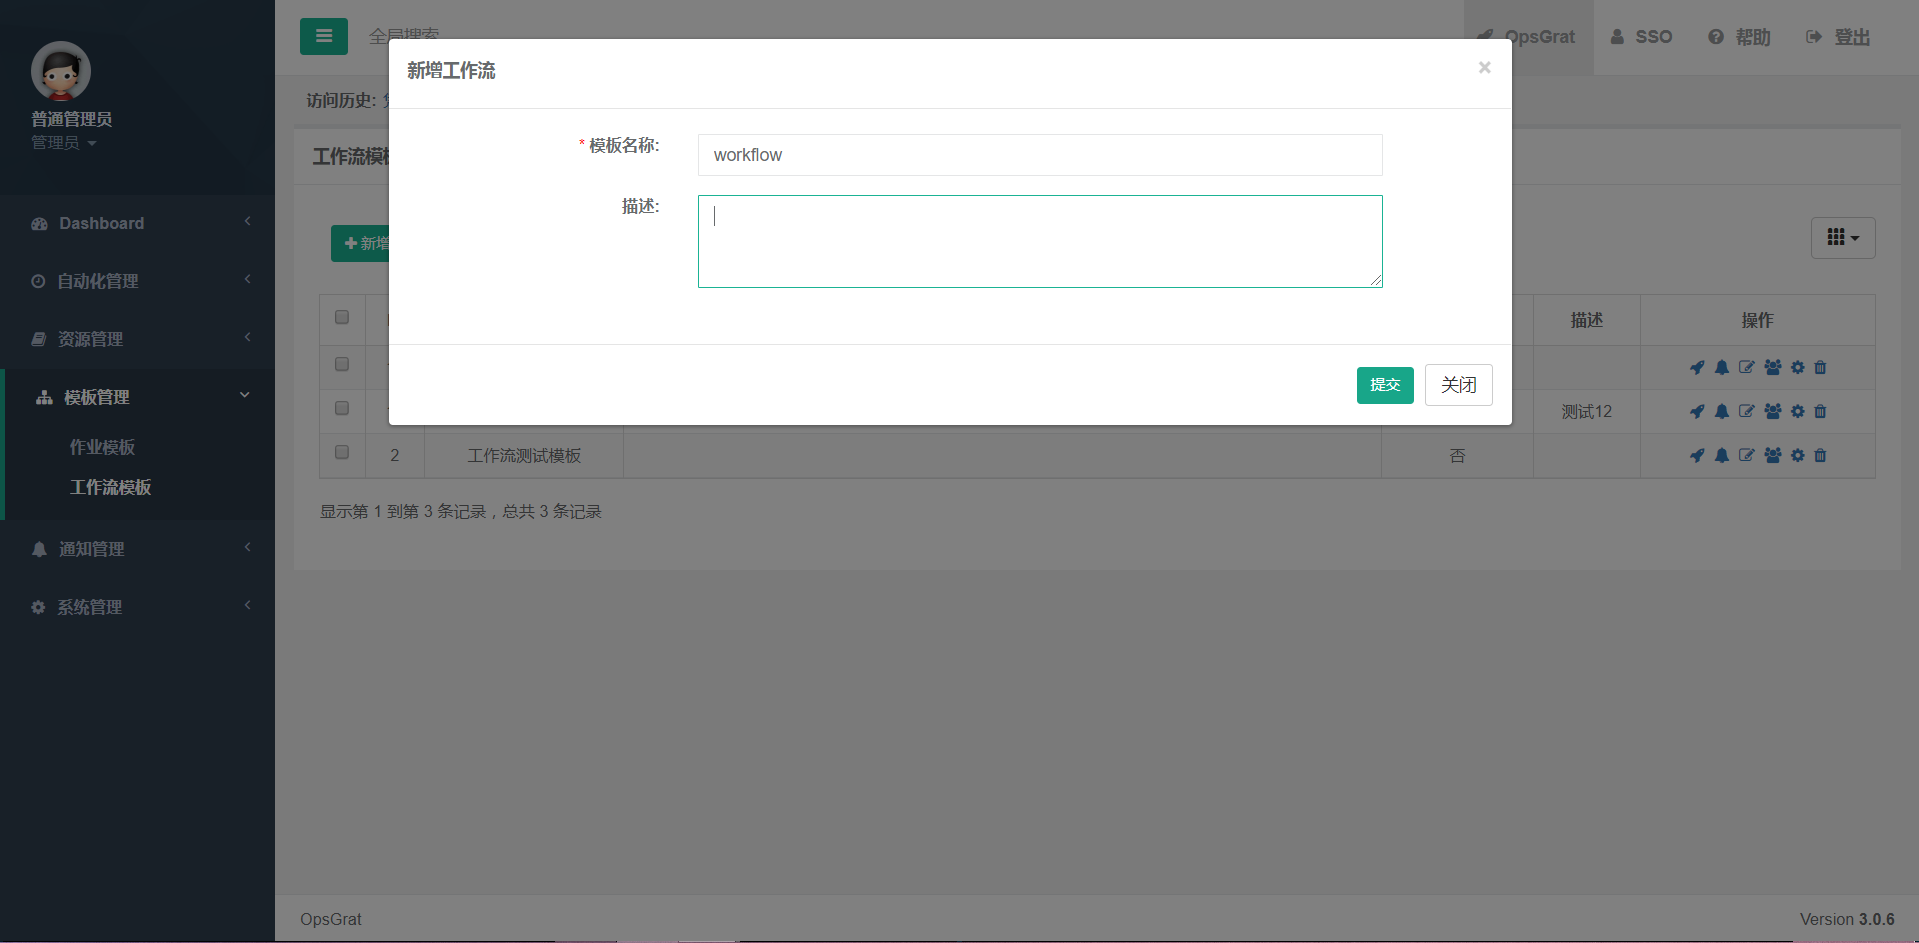 普通管理员
管理员
Dashboard
自动化管理
资源管理
模板管理
作业模板
工作流模板
通知管理
系统管理
全局搜索
OpsGrat
SSO
帮助
登出
访问历史:
工作流模
新增
新增工作流
×
* 模板名称:
workflow
描述:
提交
关闭
描述
操作
测试12
2
工作流测试模板
否
显示第 1 到第 3 条记录，总共 3 条记录
OpsGrat
Version 3.0.6